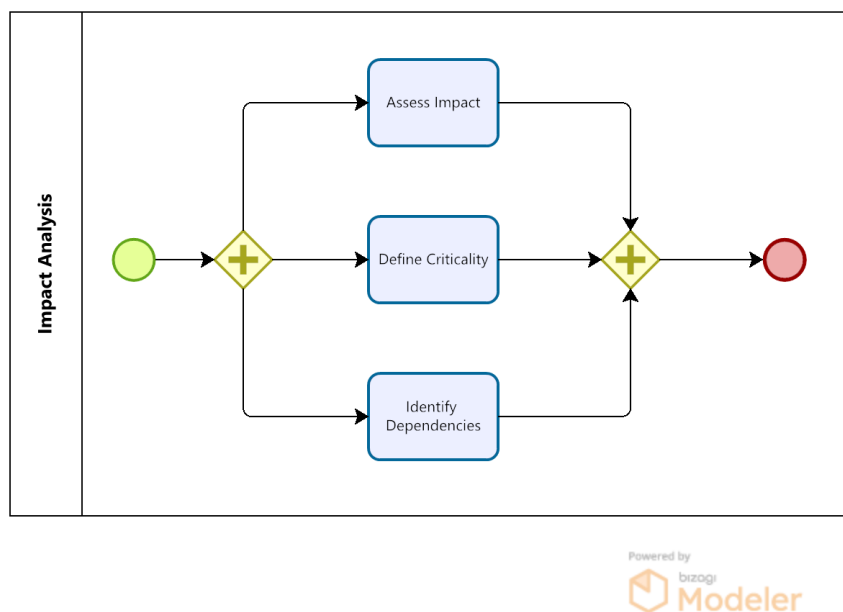 Impact Analysis
Assess Impact
Define Criticality
Identify
Dependencies
Powered by
bizagi
Modeler